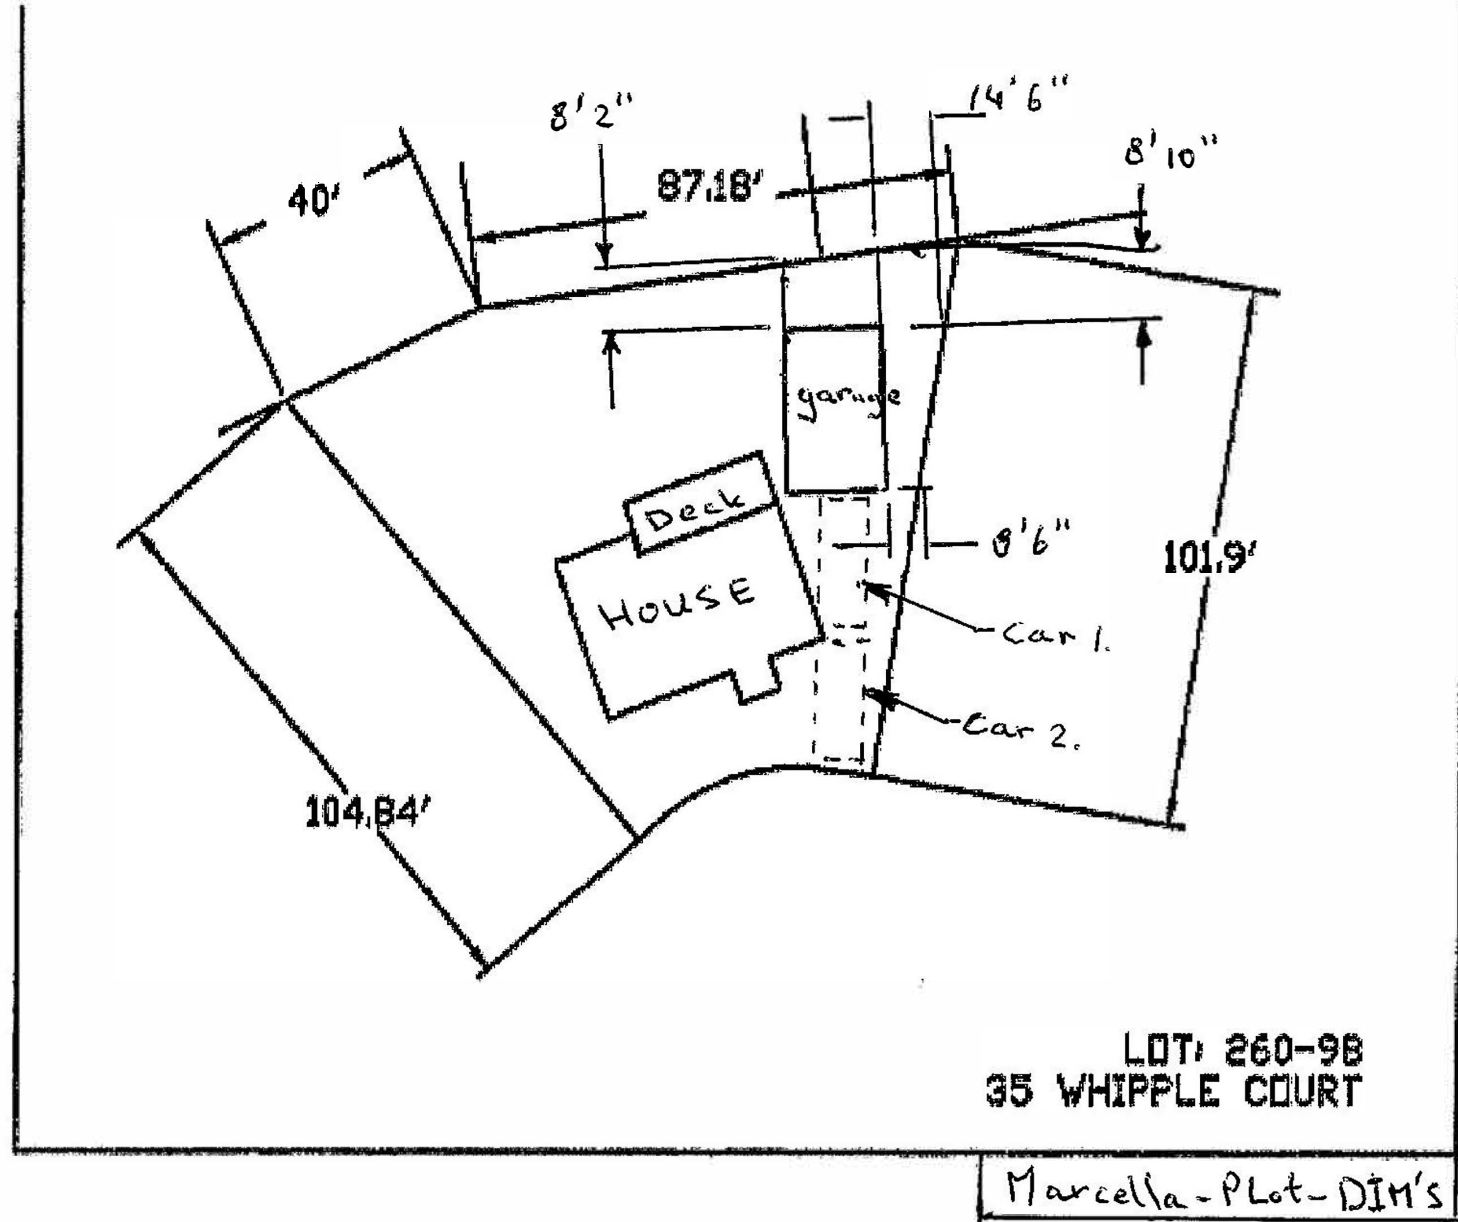 14'6"
8'2"
8'10"
40'
87.18'
garage
Deck
8'6"
101.9'
HOUSE
Car 1.
Car 2.
104.84'
LOT: 260-98
35 WHIPPLE COURT
Marcella-PLot-DIM's